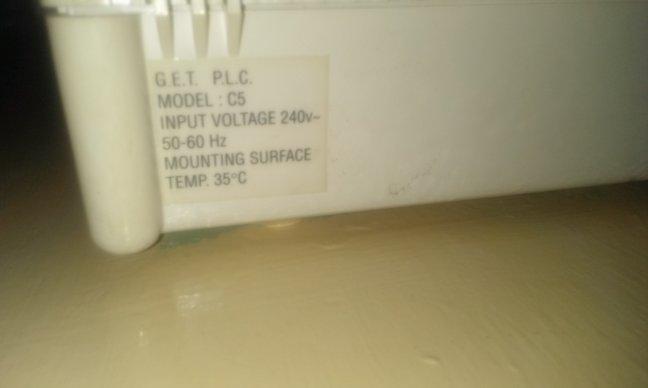 G.E.T. P.L.C.
MODEL : C5
INPUT VOLTAGE 240v~
50-60 Hz
MOUNTING SURFACE
TEMP. 35°C